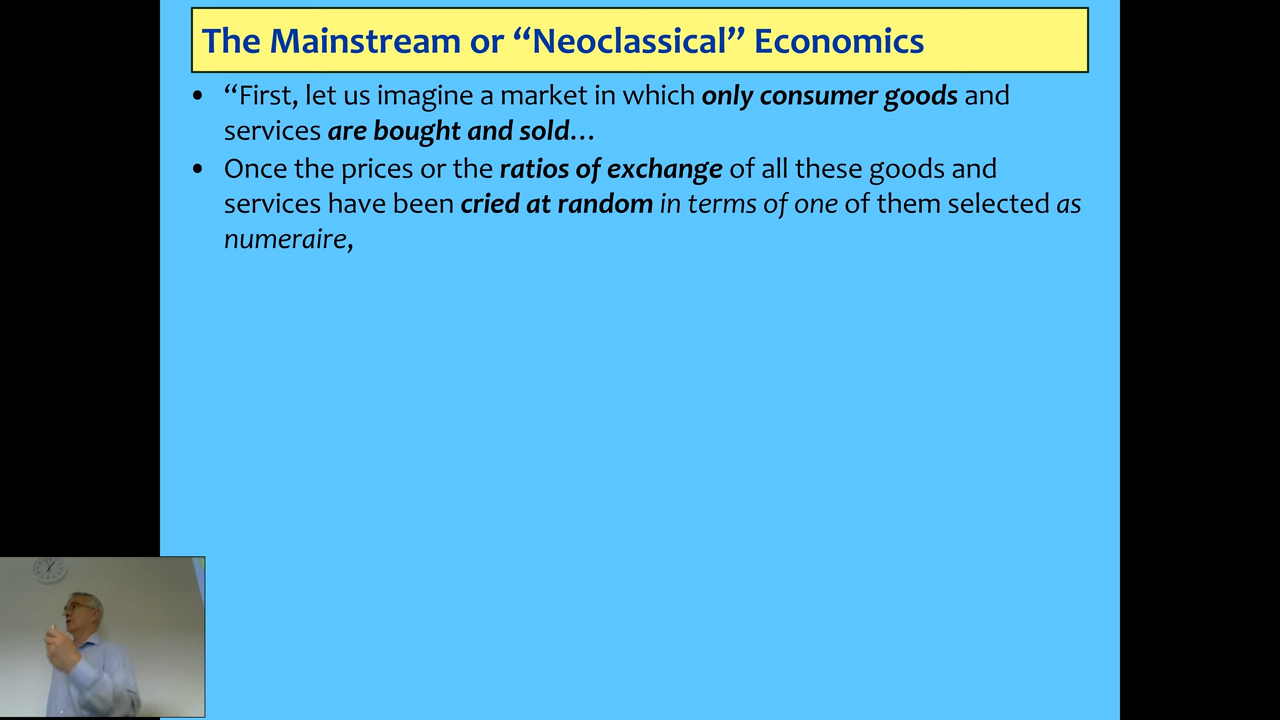 The Mainstream or “Neoclassical” Economics
• “First, let us imagine a market in which only consumer goods and
services are bought and sold…
• Once the prices or the ratios of exchange of all these goods and
services have been cried at random in terms of one of them selected as
numeraire,